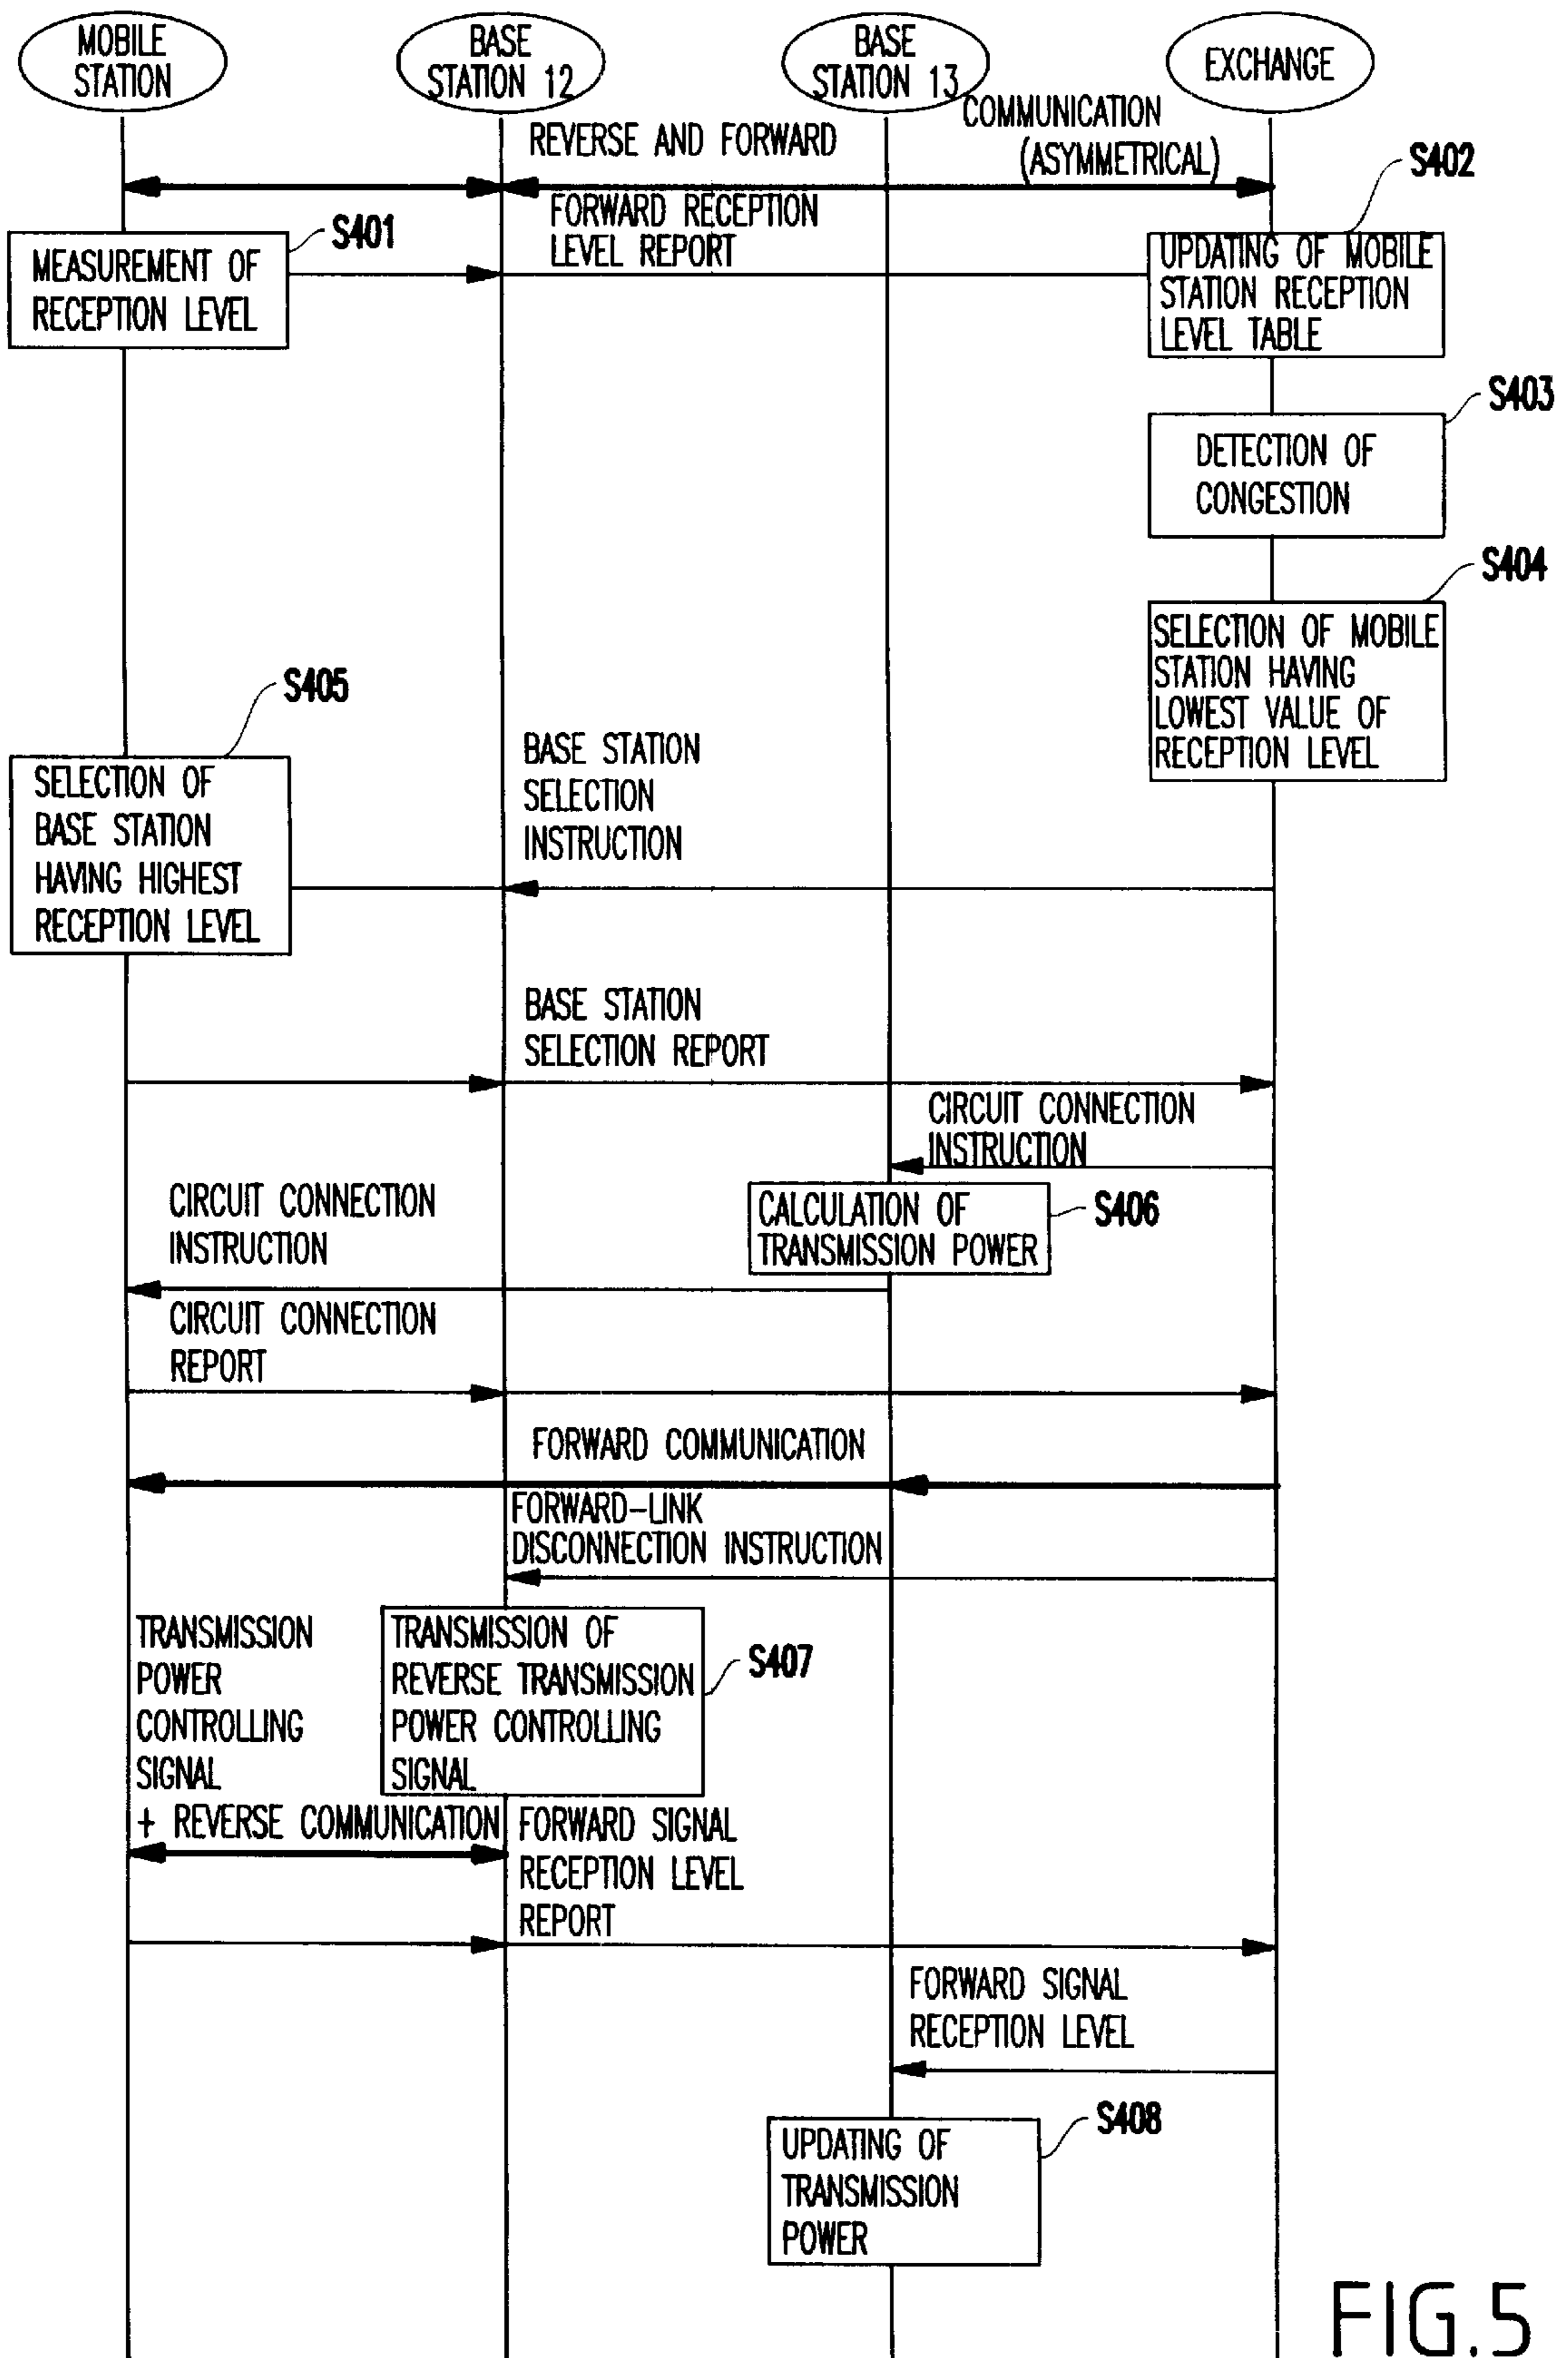 MOBILE
STATION
BASE
STATION 12
BASE
STATION 13
EXCHANGE
REVERSE AND FORWARD
COMMUNICATION
(ASYMMETRICAL)
S402
FORWARD RECEPTION
LEVEL REPORT
S401
MEASUREMENT OF
RECEPTION LEVEL
UPDATING OF MOBILE
STATION RECEPTION
LEVEL TABLE
S403
DETECTION OF
CONGESTION
S404
SELECTION OF MOBILE
STATION HAVING
LOWEST VALUE OF
RECEPTION LEVEL
S405
SELECTION OF
BASE STATION
HAVING HIGHEST
RECEPTION LEVEL
BASE STATION
SELECTION
INSTRUCTION
BASE STATION
SELECTION REPORT
CIRCUIT CONNECTION
INSTRUCTION
CALCULATION OF
TRANSMISSION POWER
S406
CIRCUIT CONNECTION
INSTRUCTION
CIRCUIT CONNECTION
REPORT
FORWARD COMMUNICATION
FORWARD-LINK
DISCONNECTION INSTRUCTION
TRANSMISSION
POWER
CONTROLLING
SIGNAL
+ REVERSE COMMUNICATION
TRANSMISSION OF
REVERSE TRANSMISSION
POWER CONTROLLING
SIGNAL
S407
FORWARD SIGNAL
RECEPTION LEVEL
REPORT
FORWARD SIGNAL
RECEPTION LEVEL
S408
UPDATING OF
TRANSMISSION
POWER
FIG.5